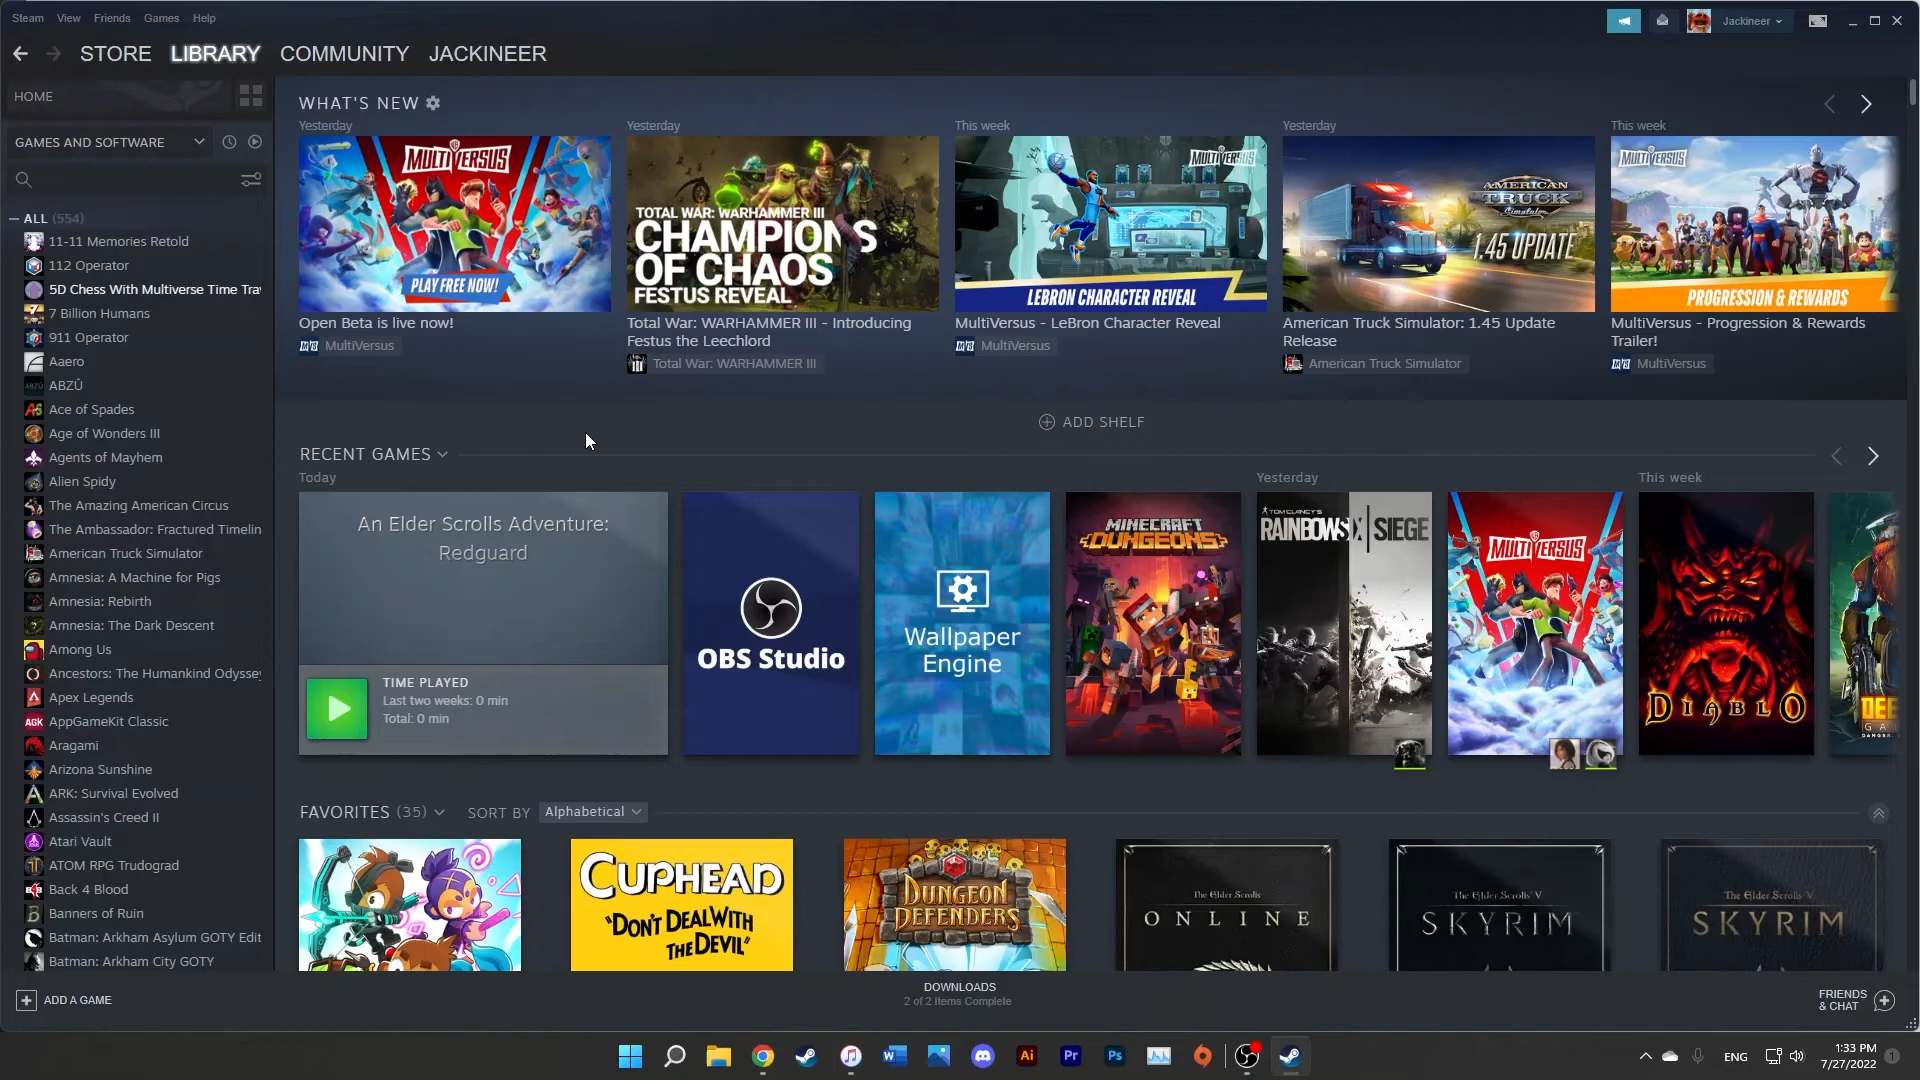 Steam View Friends Games Help
Jackineer
STORE LIBRARY COMMUNITY JACKINEER
HOME
GAMES AND SOFTWARE
ALL (554)
11-11 Memories Retold
112 Operator
5D Chess With Multiverse Time Tra
7 Billion Humans
911 Operator
Aaero
ABZÛ
Ace of Spades
Age of Wonders III
Agents of Mayhem
Alien Spidy
The Amazing American Circus
The Ambassador: Fractured Timelin
American Truck Simulator
Amnesia: A Machine for Pigs
Amnesia: Rebirth
Amnesia: The Dark Descent
Among Us
Ancestors: The Humankind Odyssey
Apex Legends
AGK AppGameKit Classic
Aragami
Arizona Sunshine
ARK: Survival Evolved
Assassin's Creed II
Atari Vault
ATOM RPG Trudograd
Back 4 Blood
Banners of Ruin
Batman: Arkham Asylum GOTY Edit
Batman: Arkham City GOTY
ADD A GAME
WHAT'S NEW
Yesterday
MULTIVERSUS
PLAY FREE NOW!
Open Beta is live now!
MultiVersus
Yesterday
TOTAL WAR: WARHAMMER III
CHAMPIONS
OF CHAOS
FESTUS REVEAL
Total War: WARHAMMER III - Introducing
Festus the Leechlord
Total War: WARHAMMER III
This week
MULTIVERSUS
LEBRON CHARACTER REVEAL
MultiVersus - LeBron Character Reveal
MultiVersus
Yesterday
AMERICAN
TRUCK
Simulator
1.45 UPDATE
American Truck Simulator: 1.45 Update
Release
American Truck Simulator
This week
MULTIVERSUS
PROGRESSION & REWARDS
MultiVersus - Progression & Rewards
Trailer!
MultiVersus
ADD SHELF
RECENT GAMES
Today
An Elder Scrolls Adventure:
Redguard
TIME PLAYED
Last two weeks: 0 min
Total: 0 min
OBS Studio
Wallpaper
Engine
MINECRAFT
DUNGEONS
Yesterday
TOM CLANCY'S
RAINBOW SIX | SIEGE
MULTIVERSUS
This week
DIABLO
FAVORITES (35) SORT BY Alphabetical
CUPHEAD
"DON'T DEAL WITH
THE DEVIL"
DUNGEON
DEFENDERS
The Elder Scrolls
ONLINE
The Elder Scrolls V
SKYRIM
The Elder Scrolls V
SKYRIM
DOWNLOADS
2 of 2 Items Complete
FRIENDS
& CHAT
W
Ai
Pr
Ps
ENG
1:33 PM
7/27/2022
1